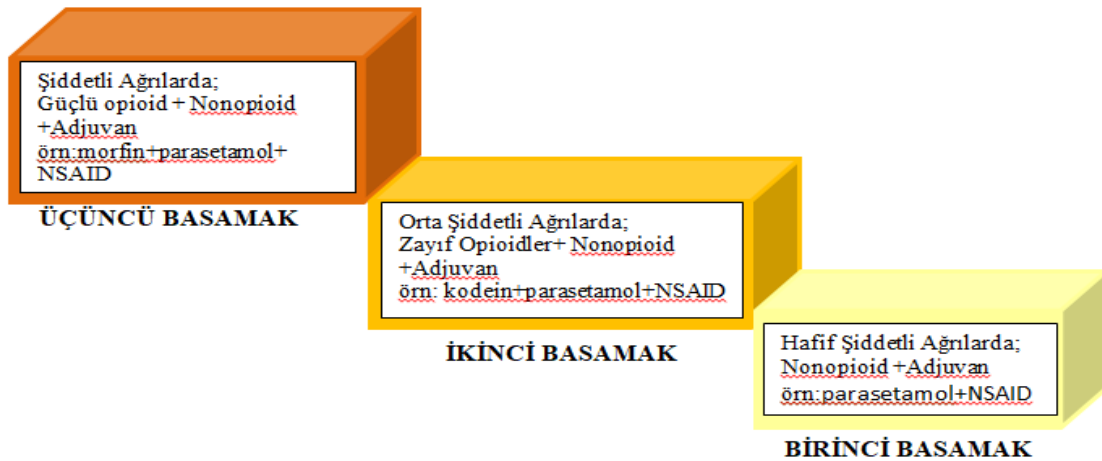 Şiddetli Ağrılarda;
Güçlü opioid + Nonopioid
+Adjuvan
örn:morfin+parasetamol+
NSAID
ÜÇÜNCÜ BASAMAK
Orta Şiddetli Ağrılarda;
Zayıf Opioidler+ Nonopioid
+Adjuvan
örn: kodein+parasetamol+NSAID
İKİNCİ BASAMAK
Hafif Şiddetli Ağrılarda;
Nonopioid +Adjuvan
örn:parasetamol+NSAID
BİRİNCİ BASAMAK